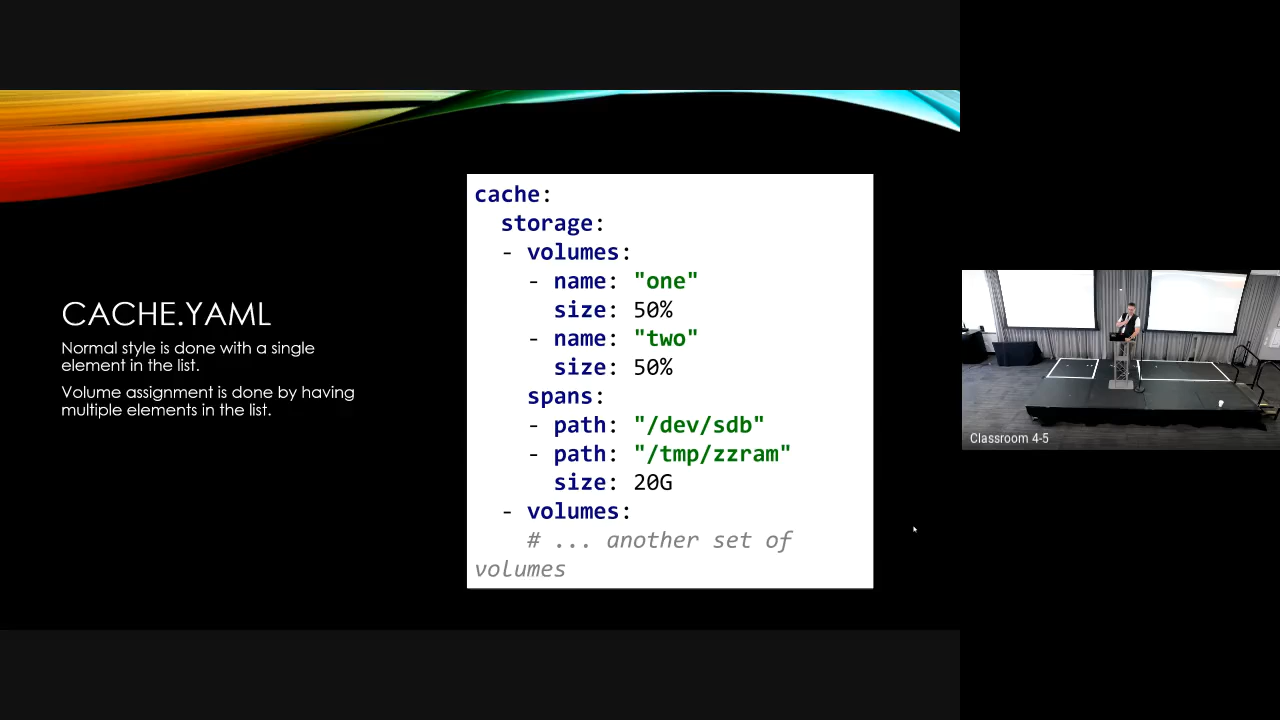 CACHE.YAML
Normal style is done with a single
element in the list.
Volume assignment is done by having
multiple elements in the list.
cache:
  storage:
  - volumes:
    - name: "one"
      size: 50%
    - name: "two"
      size: 50%
    spans:
    - path: "/dev/sdb"
    - path: "/tmp/zzram"
      size: 20G
  - volumes:
    # ... another set of
volumes
Classroom 4-5